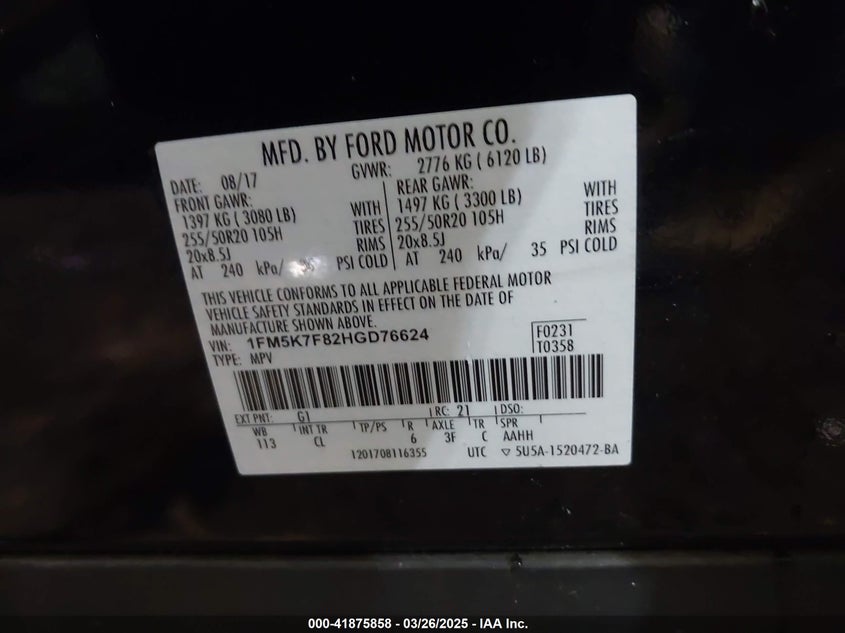 MFD. BY FORD MOTOR CO.
DATE: 08/17 GVWR: 2776 KG ( 6120 LB)
FRONT GAWR: REAR GAWR:
1397 KG ( 3080 LB) WITH 1497 KG ( 3300 LB) WITH
255/50R20 105H TIRES 255/50R20 105H TIRES
20x8.5J RIMS 20x8.5J RIMS
AT 240 kPa/ 35 PSI COLD AT 240 kPa/ 35 PSI COLD
THIS VEHICLE CONFORMS TO ALL APPLICABLE FEDERAL MOTOR
VEHICLE SAFETY STANDARDS IN EFFECT ON THE DATE OF
MANUFACTURE SHOWN ABOVE.
VIN: 1FM5K7F82HGD76624 F0231
TYPE: MPV T0358
EXT PNT: G1 RC: 21 DSO:
WB INT TR TP/PS R AXLE TR SPR
113 CL 6 3F C AAHH
1201708116355 UTC ▽ 5U5A-1520472-BA
000-41875858 - 03/26/2025 - IAA Inc.